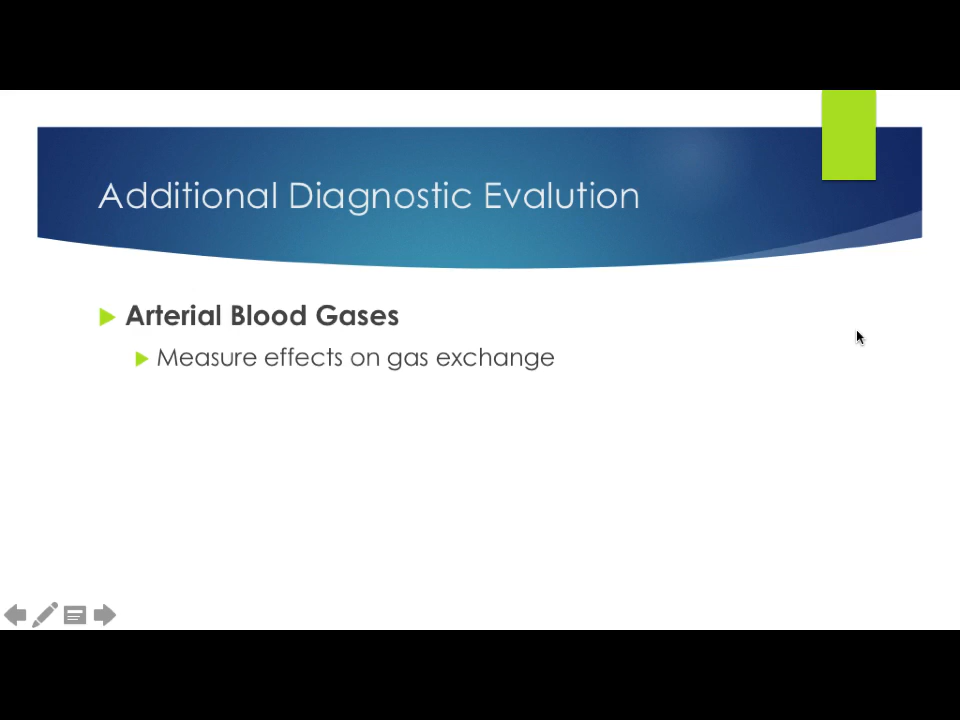 Additional Diagnostic Evalution
Arterial Blood Gases
Measure effects on gas exchange